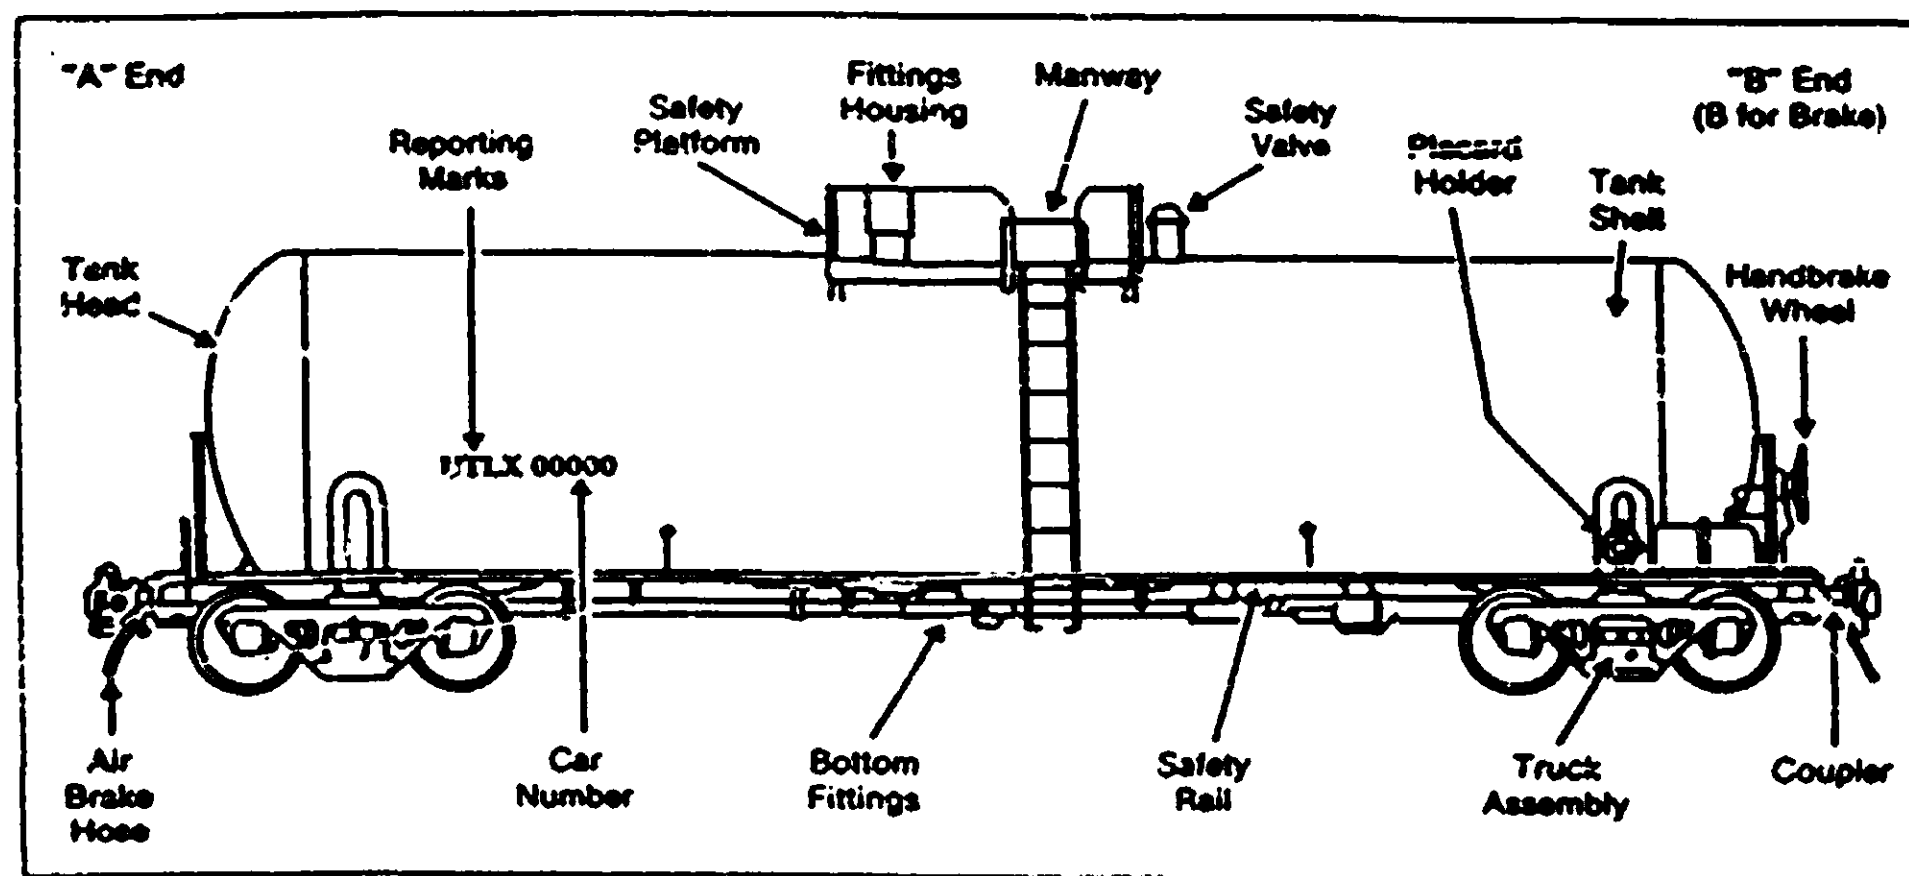 "A" End
"B" End
(B for Brake)
Fittings
Housing
Manway
Safety
Platform
Safety
Valve
Reporting
Marks
Placard
Holder
Tank
Shell
Tank
Head
Handbrake
Wheel
UTLX 00000
Air
Brake
Hose
Car
Number
Bottom
Fittings
Safety
Rail
Truck
Assembly
Coupler